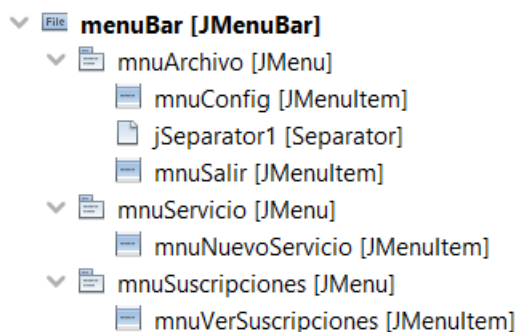 File menuBar [JMenuBar]
mnuArchivo [JMenu]
mnuConfig [JMenuItem]
jSeparator1 [Separator]
mnuSalir [JMenuItem]
mnuServicio [JMenu]
mnuNuevoServicio [JMenuItem]
mnuSuscripciones [JMenu]
mnuVerSuscripciones [JMenuItem]